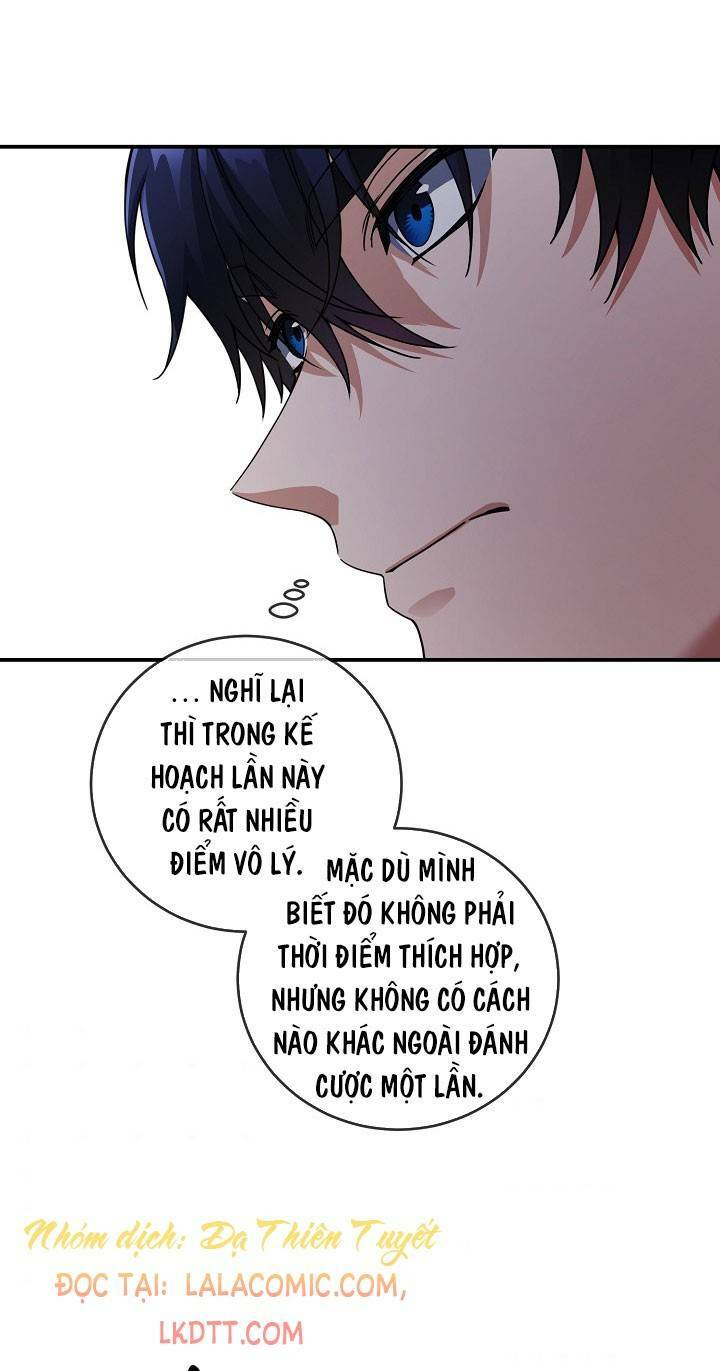 ... NGHĨ LẠI
THÌ TRONG KẾ
HOẠCH LẦN NÀY
CÓ RẤT NHIỀU
ĐIỂM VÔ LÝ.
MẶC DÙ MÌNH
BIẾT ĐÓ KHÔNG PHẢI
THỜI ĐIỂM THÍCH HỢP,
NHƯNG KHÔNG CÓ CÁCH
NÀO KHÁC NGOÀI ĐÁNH
CƯỢC MỘT LẦN.
Nhóm dịch: Dạ Thiên Tuyết
ĐỌC TẠI: LALACOMIC.COM,
LKDTT.COM